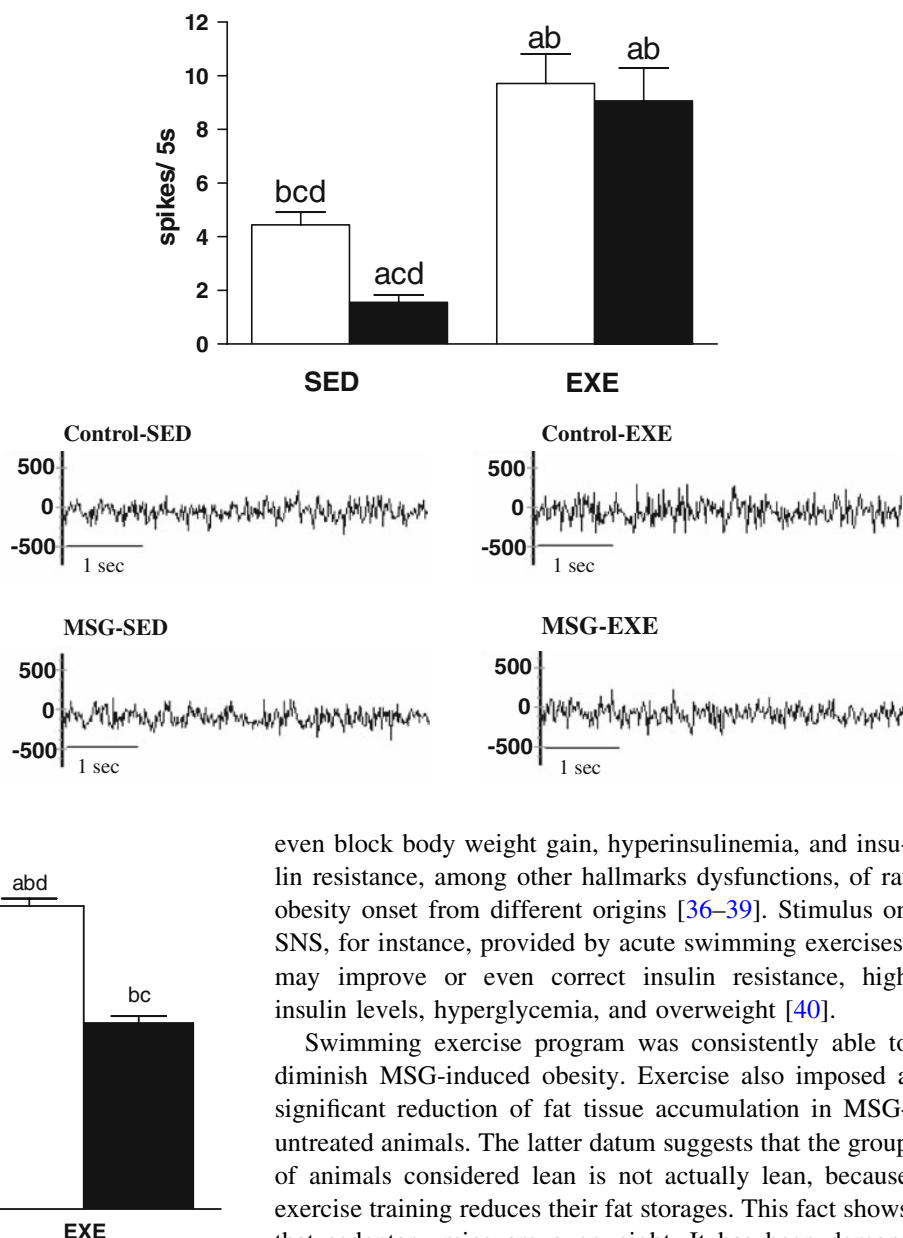 12
10
8
6
4
2
0
spikes/ 5s
bcd
acd
ab
ab
SED
EXE
Control-SED
500
0
-500
1 sec
Control-EXE
500
0
-500
1 sec
MSG-SED
500
0
-500
1 sec
MSG-EXE
500
0
-500
1 sec
abd
bc
EXE
even block body weight gain, hyperinsulinemia, and insu-
lin resistance, among other hallmarks dysfunctions, of rat
obesity onset from different origins [36–39]. Stimulus on
SNS, for instance, provided by acute swimming exercises
may improve or even correct insulin resistance, high
insulin levels, hyperglycemia, and overweight [40].
Swimming exercise program was consistently able to
diminish MSG-induced obesity. Exercise also imposed a
significant reduction of fat tissue accumulation in MSG-
untreated animals. The latter datum suggests that the group
of animals considered lean is not actually lean, because
exercise training reduces their fat storages. This fact shows